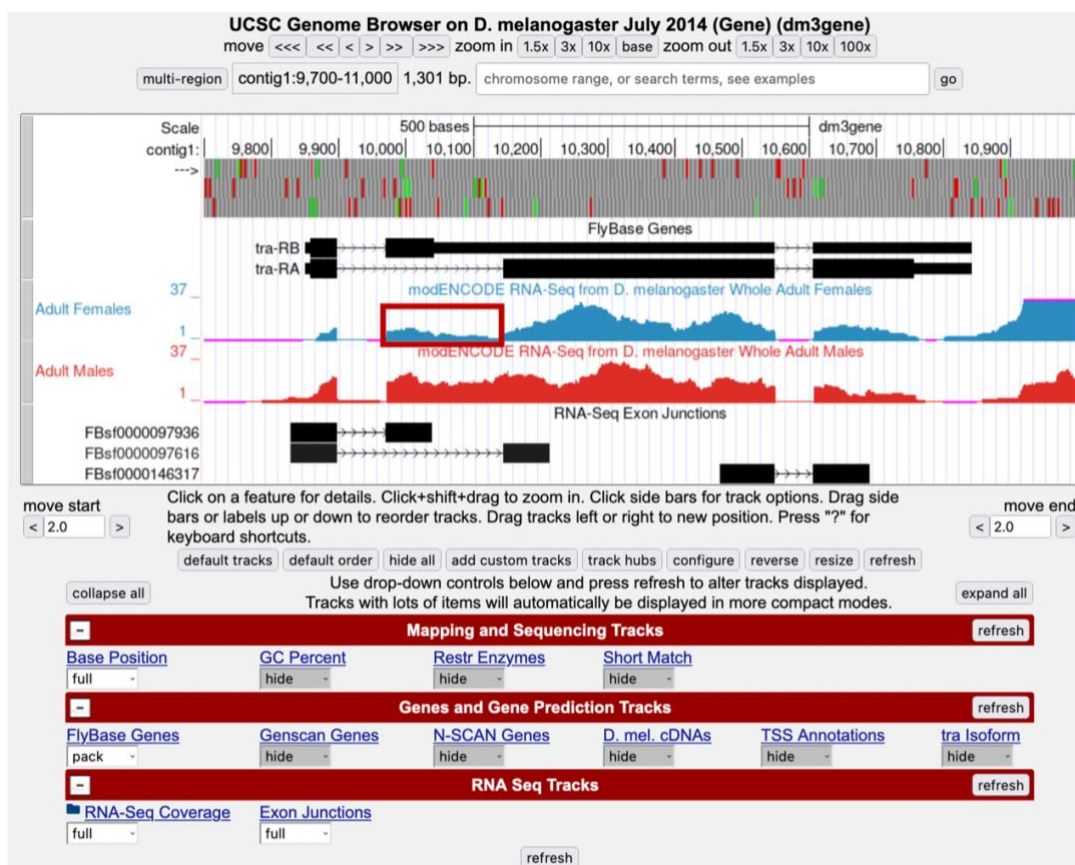 UCSC Genome Browser on D. melanogaster July 2014 (Gene) (dm3gene)
move <<< << < > >> >>> zoom in 1.5x 3x 10x base zoom out 1.5x 3x 10x 100x
multi-region contig1:9,700-11,000 1,301 bp. chromosome range, or search terms, see examples go
Scale 500 bases dm3gene
contig1: 9,800 9,900 10,000 10,100 10,200 10,300 10,400 10,500 10,600 10,700 10,800 10,900
--->
FlyBase Genes
tra-RB
tra-RA
37 _ modENCODE RNA-Seq from D. melanogaster Whole Adult Females
Adult Females
1 _
37 _ modENCODE RNA-Seq from D. melanogaster Whole Adult Males
Adult Males
1 _
RNA-Seq Exon Junctions
FBsf0000097936
FBsf0000097616
FBsf0000146317
move start
< 2.0 >
Click on a feature for details. Click+shift+drag to zoom in. Click side bars for track options. Drag side
bars or labels up or down to reorder tracks. Drag tracks left or right to new position. Press "?" for
keyboard shortcuts.
move end
< 2.0 >
default tracks default order hide all add custom tracks track hubs configure reverse resize refresh
collapse all
Use drop-down controls below and press refresh to alter tracks displayed.
Tracks with lots of items will automatically be displayed in more compact modes.
expand all
- Mapping and Sequencing Tracks refresh
Base Position GC Percent Restr Enzymes Short Match
full hide hide hide
- Genes and Gene Prediction Tracks refresh
FlyBase Genes Genscan Genes N-SCAN Genes D. mel. cDNAs TSS Annotations tra Isoform
pack hide hide hide hide hide
- RNA Seq Tracks refresh
RNA-Seq Coverage Exon Junctions
full full
refresh